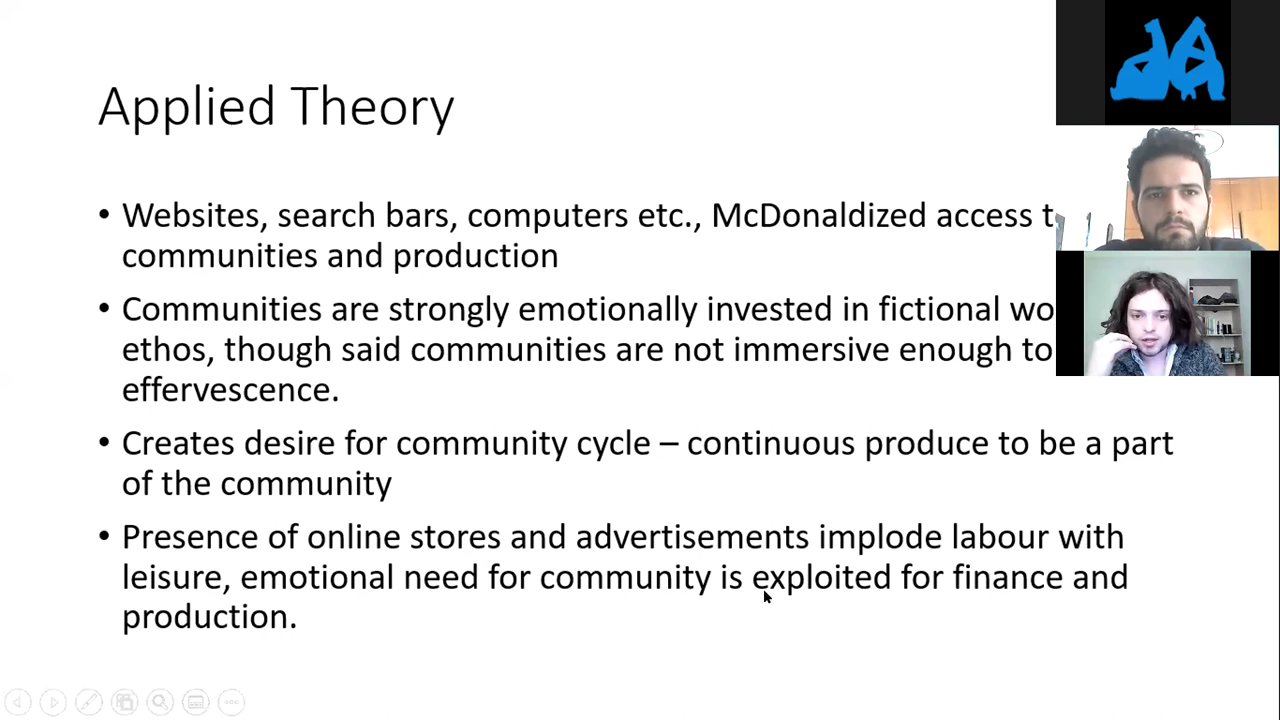 Applied Theory
• Websites, search bars, computers etc., McDonaldized access
communities and production
• Communities are strongly emotionally invested in fictional
ethos, though said communities are not immersive enough to
effervescence.
• Creates desire for community cycle – continuous produce to be a part
of the community
• Presence of online stores and advertisements implode labour with
leisure, emotional need for community is exploited for finance and
production.